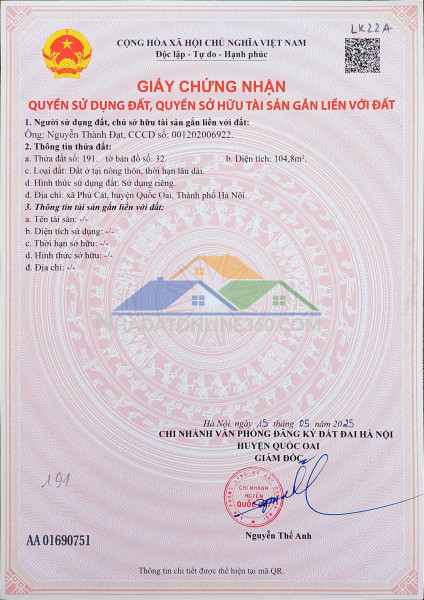 LK22A
CỘNG HÒA XÃ HỘI CHỦ NGHĨA VIỆT NAM
Độc lập - Tự do - Hạnh phúc
GIẤY CHỨNG NHẬN
QUYỀN SỬ DỤNG ĐẤT, QUYỀN SỞ HỮU TÀI SẢN GẮN LIỀN VỚI ĐẤT
1. Người sử dụng đất, chủ sở hữu tài sản gắn liền với đất:
Ông: Nguyễn Thành Đạt, CCCD số: 001202006922.
2. Thông tin thửa đất:
a. Thửa đất số: 191. tờ bản đồ số: 32. b. Diện tích: 104,8m².
c. Loại đất: Đất ở tại nông thôn, thời hạn lâu dài.
d. Hình thức sử dụng đất: Sử dụng riêng.
đ. Địa chỉ: xã Phú Cát, huyện Quốc Oai, Thành phố Hà Nội
3. Thông tin tài sản gắn liền với đất:
a. Tên tài sản: -/-
b. Diện tích sử dụng: -/-
c. Thời hạn sở hữu: -/-
d. Hình thức sở hữu: -/-
đ. Địa chỉ: -/-
NHADATONLINE360.COM
Hà Nội, ngày 15 tháng 05 năm 2025
CHI NHÁNH VĂN PHÒNG ĐĂNG KÝ ĐẤT ĐAI HÀ NỘI
HUYỆN QUỐC OAI
GIÁM ĐỐC
191
CHI NHÁNH
HUYỆN
QUỐC OAI
AA 01690751
Nguyễn Thế Anh
Thông tin chi tiết được thể hiện tại mã QR.